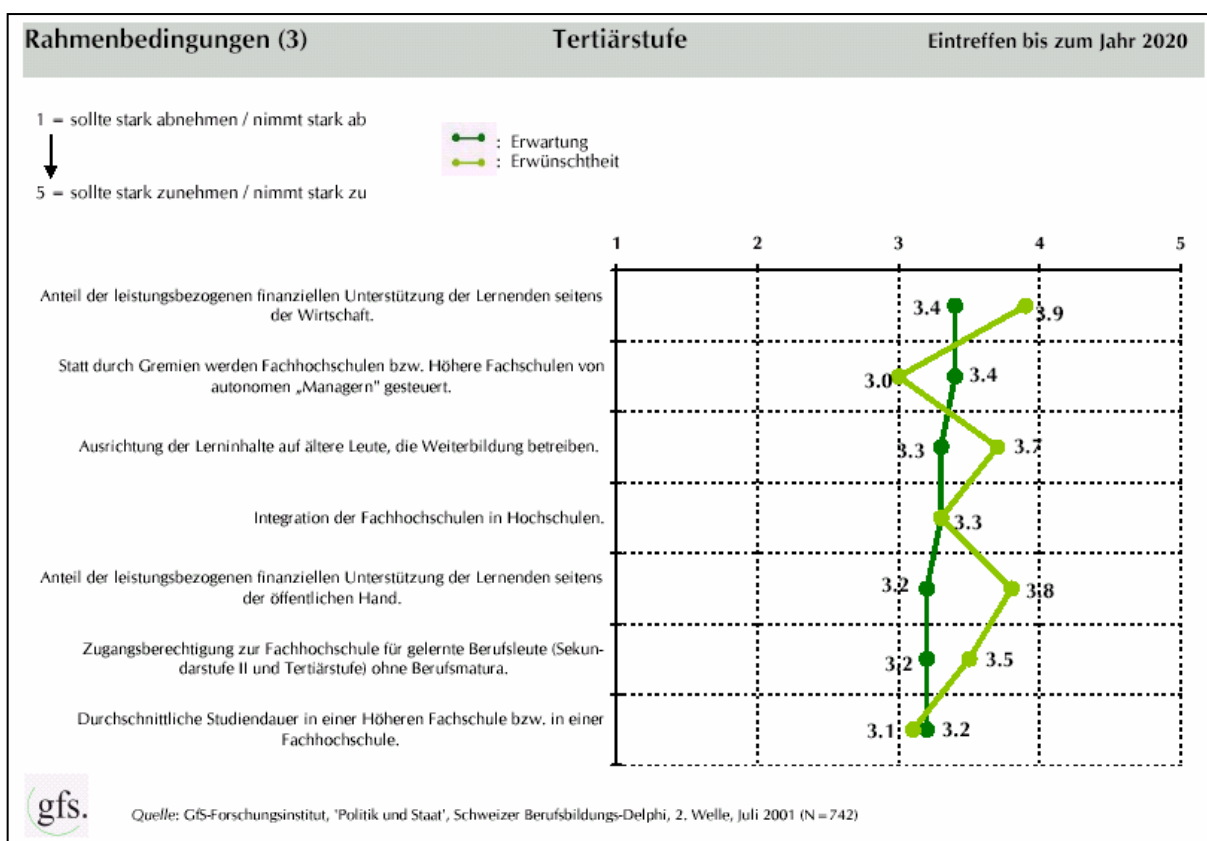 Rahmenbedingungen (3) Tertiärstufe Eintreffen bis zum Jahr 2020
1 = sollte stark abnehmen / nimmt stark ab
: Erwartung
: Erwünschtheit
5 = sollte stark zunehmen / nimmt stark zu
1 2 3 4 5
Anteil der leistungsbezogenen finanziellen Unterstützung der Lernenden seitens
der Wirtschaft.
3.4 3.9
Statt durch Gremien werden Fachhochschulen bzw. Höhere Fachschulen von
autonomen „Managern" gesteuert.
3.0 3.4
Ausrichtung der Lerninhalte auf ältere Leute, die Weiterbildung betreiben.
3.3 3.7
Integration der Fachhochschulen in Hochschulen.
3.3
Anteil der leistungsbezogenen finanziellen Unterstützung der Lernenden seitens
der öffentlichen Hand.
3.2 3.8
Zugangsberechtigung zur Fachhochschule für gelernte Berufsleute (Sekun-
darstufe II und Tertiärstufe) ohne Berufsmatura.
3.2 3.5
Durchschnittliche Studiendauer in einer Höheren Fachschule bzw. in einer
Fachhochschule.
3.1 3.2
gfs.
Quelle: GfS-Forschungsinstitut, 'Politik und Staat', Schweizer Berufsbildungs-Delphi, 2. Welle, Juli 2001 (N=742)